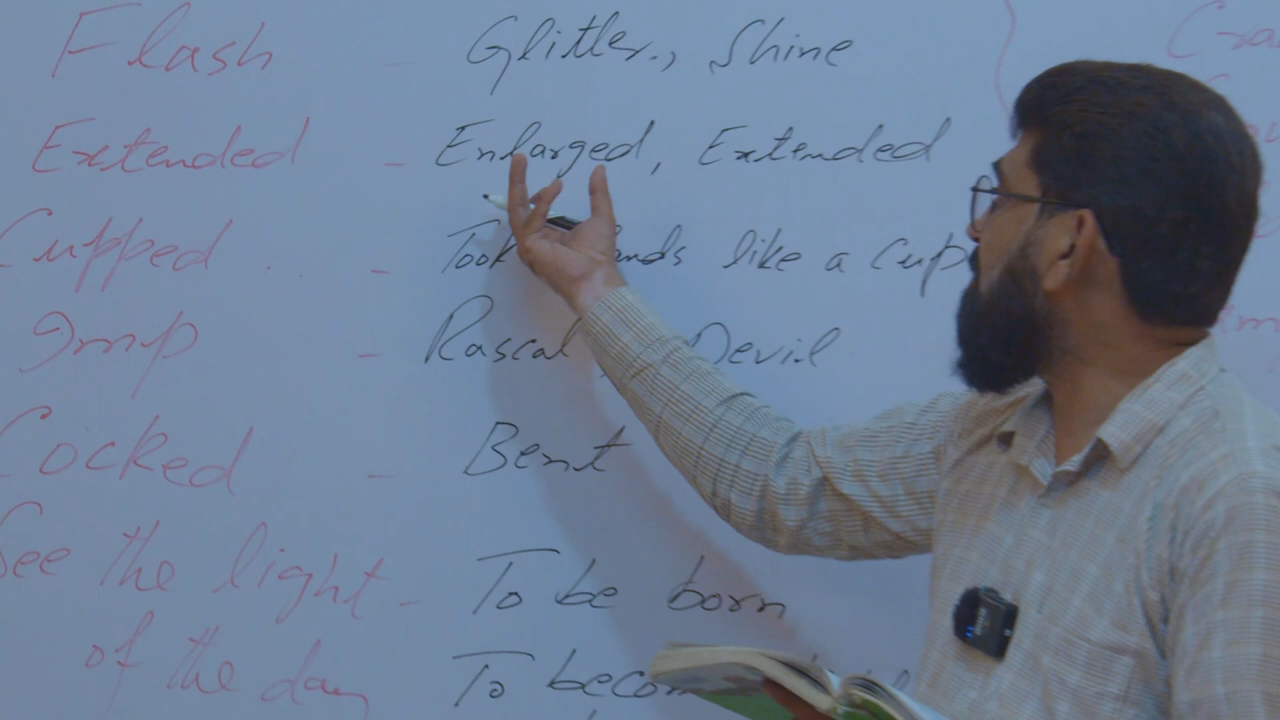 Flash - Glitter., Shine
Extended - Enlarged, Extended
Cupped - Took like a Cup
Imp - Rascal Devil
Cocked - Bent
See the light - To be born
of the day To